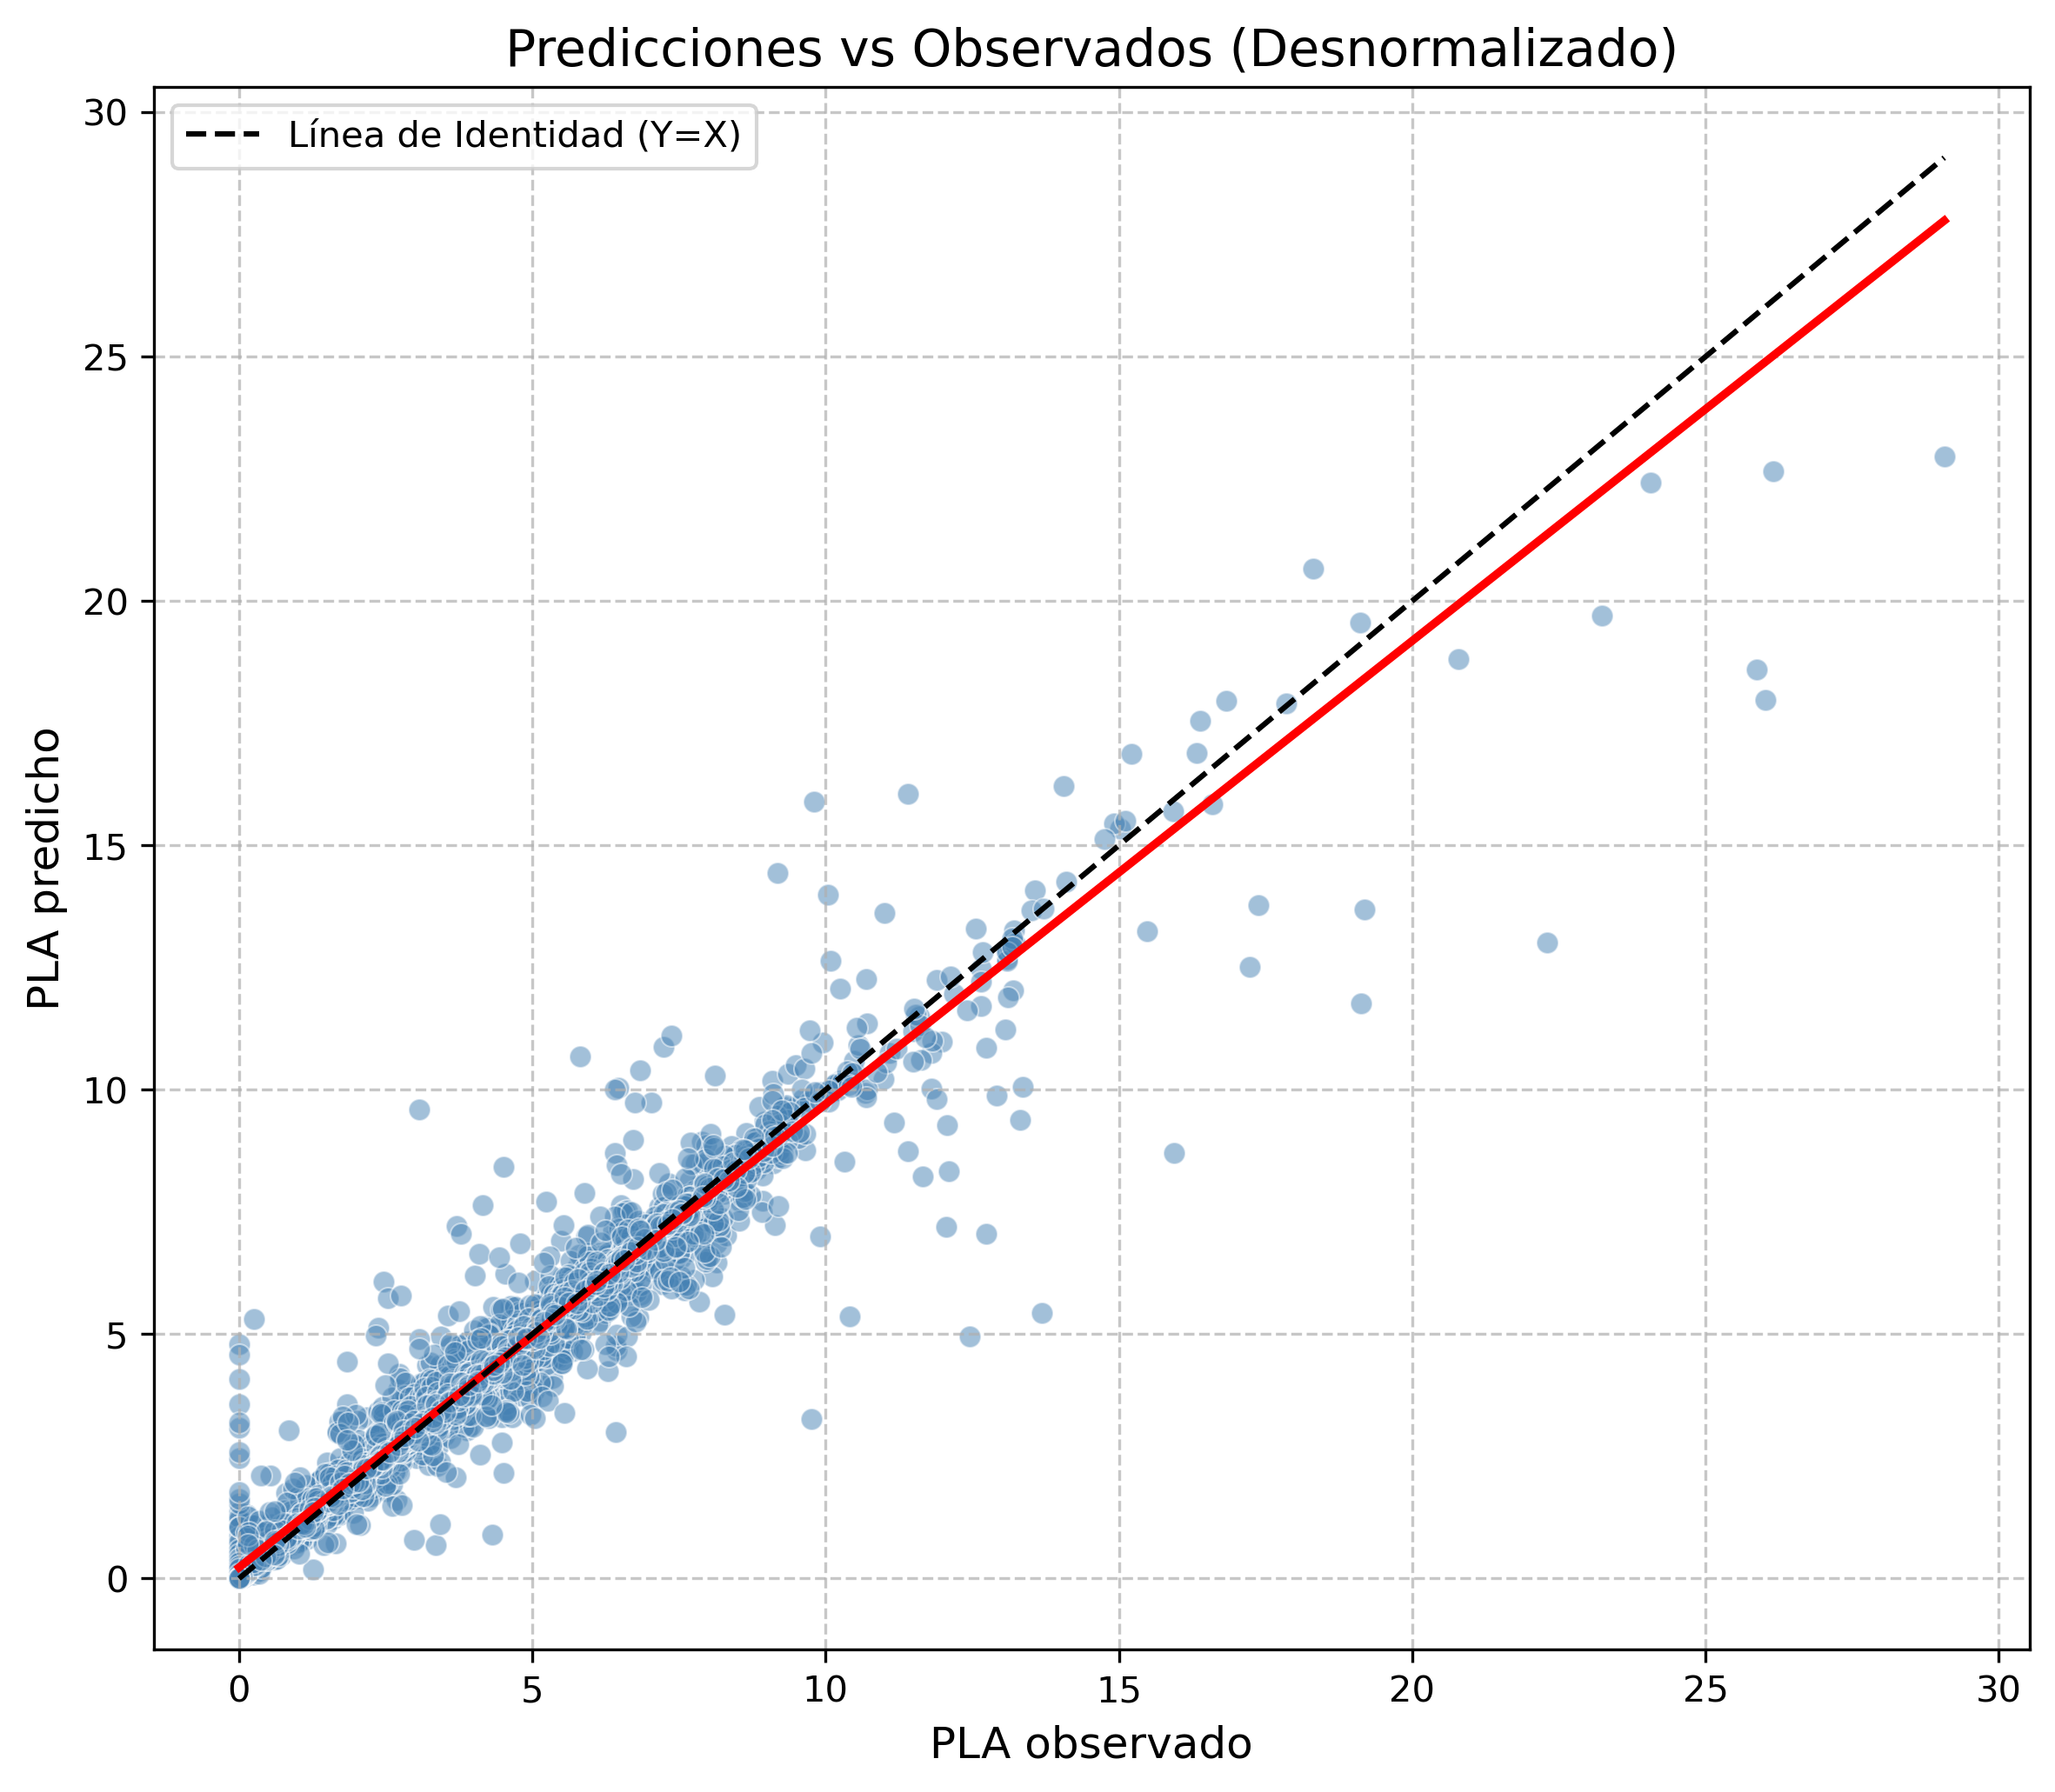 Predicciones vs Observados (Desnormalizado)
Línea de Identidad (Y=X)
30
25
20
15
10
5
0
PLA predicho
0 5 10 15 20 25 30
PLA observado